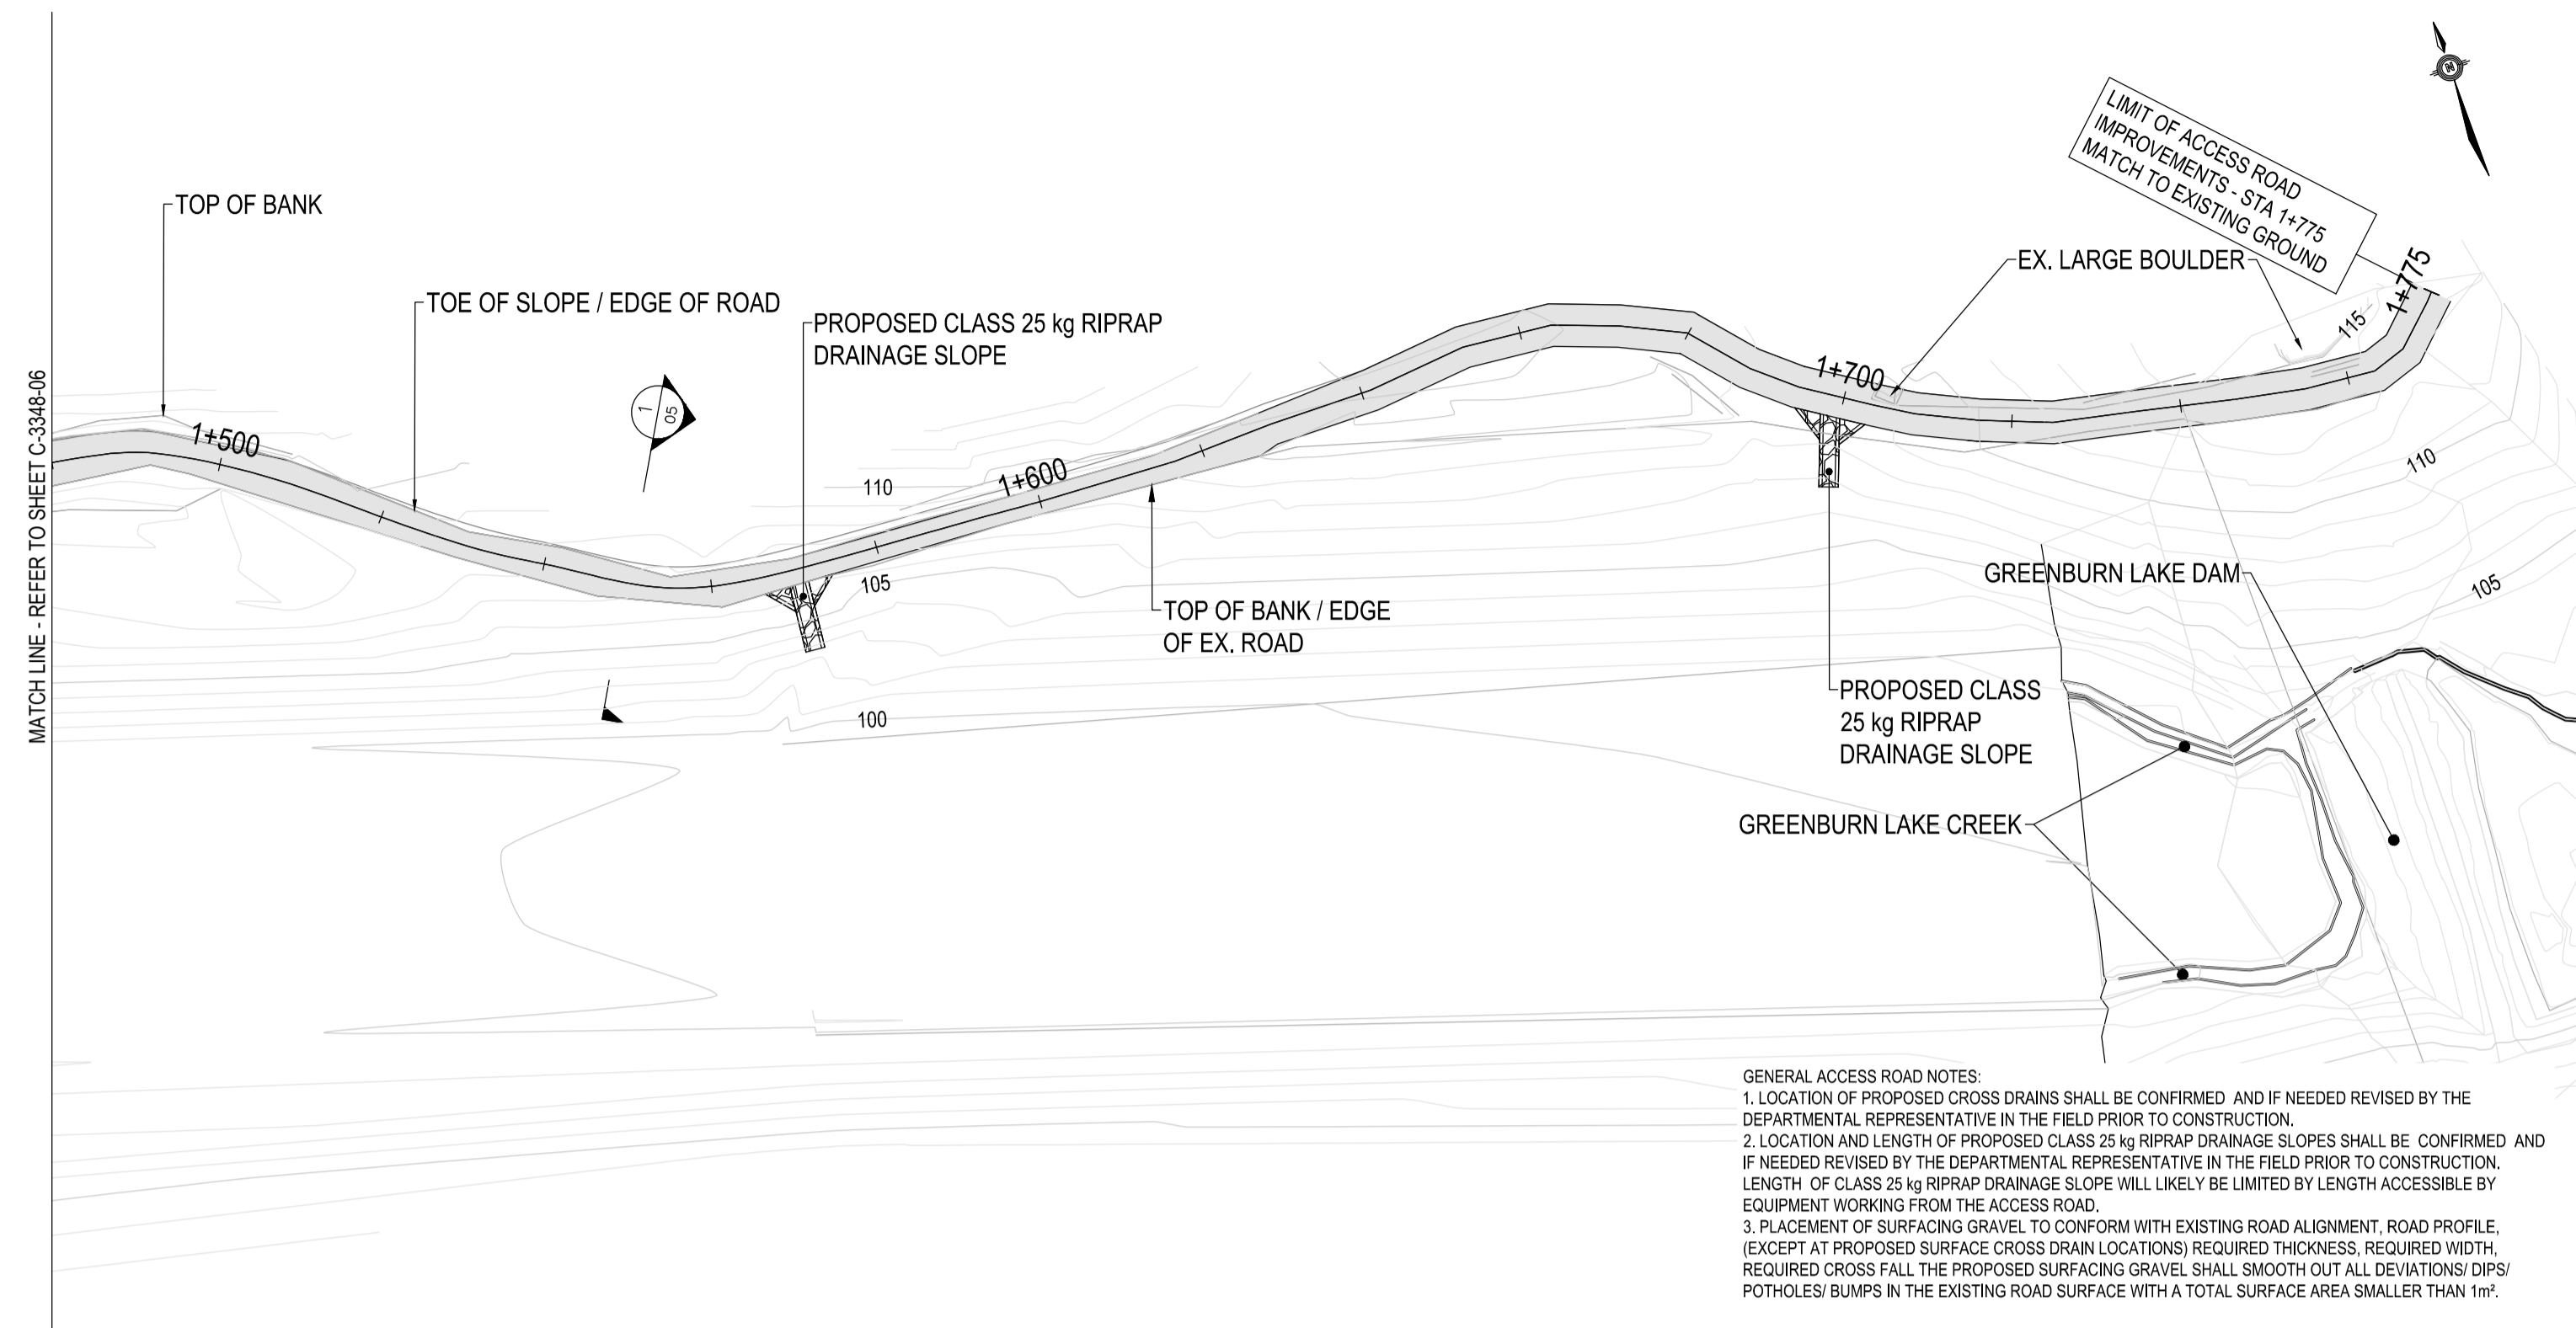 MATCH LINE - REFER TO SHEET C-3348-06
TOP OF BANK
TOE OF SLOPE / EDGE OF ROAD
PROPOSED CLASS 25 kg RIPRAP
DRAINAGE SLOPE
1
05
1+500
1+600
1+700
1+775
N
LIMIT OF ACCESS ROAD
IMPROVEMENTS - STA 1+775
MATCH TO EXISTING GROUND
EX. LARGE BOULDER
115
110
110
105
105
100
TOP OF BANK / EDGE
OF EX. ROAD
GREENBURN LAKE DAM
PROPOSED CLASS
25 kg RIPRAP
DRAINAGE SLOPE
GREENBURN LAKE CREEK
GENERAL ACCESS ROAD NOTES:
1. LOCATION OF PROPOSED CROSS DRAINS SHALL BE CONFIRMED AND IF NEEDED REVISED BY THE
DEPARTMENTAL REPRESENTATIVE IN THE FIELD PRIOR TO CONSTRUCTION.
2. LOCATION AND LENGTH OF PROPOSED CLASS 25 kg RIPRAP DRAINAGE SLOPES SHALL BE CONFIRMED AND
IF NEEDED REVISED BY THE DEPARTMENTAL REPRESENTATIVE IN THE FIELD PRIOR TO CONSTRUCTION.
LENGTH OF CLASS 25 kg RIPRAP DRAINAGE SLOPE WILL LIKELY BE LIMITED BY LENGTH ACCESSIBLE BY
EQUIPMENT WORKING FROM THE ACCESS ROAD.
3. PLACEMENT OF SURFACING GRAVEL TO CONFORM WITH EXISTING ROAD ALIGNMENT, ROAD PROFILE,
(EXCEPT AT PROPOSED SURFACE CROSS DRAIN LOCATIONS) REQUIRED THICKNESS, REQUIRED WIDTH,
REQUIRED CROSS FALL THE PROPOSED SURFACING GRAVEL SHALL SMOOTH OUT ALL DEVIATIONS/ DIPS/
POTHOLES/ BUMPS IN THE EXISTING ROAD SURFACE WITH A TOTAL SURFACE AREA SMALLER THAN 1m².